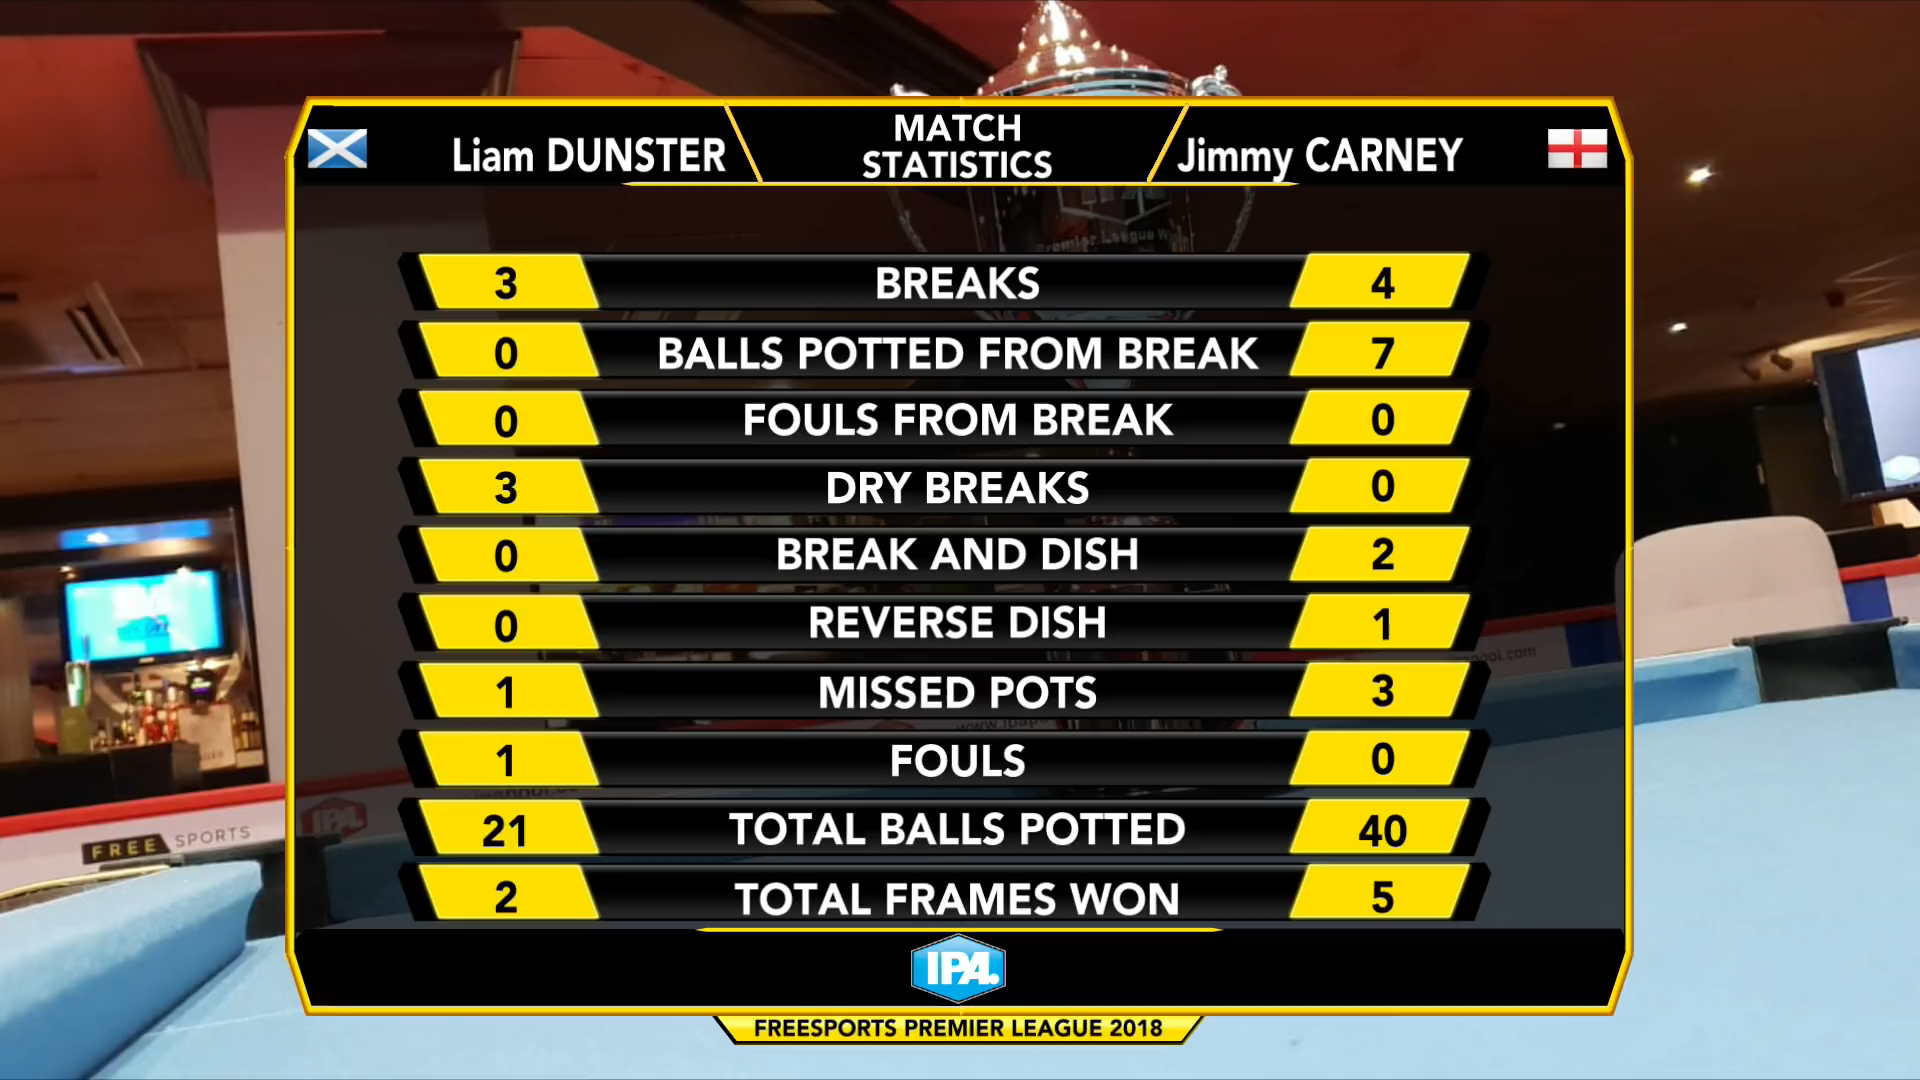 Liam DUNSTER
MATCH
STATISTICS
Jimmy CARNEY
3 BREAKS 4
0 BALLS POTTED FROM BREAK 7
0 FOULS FROM BREAK 0
3 DRY BREAKS 0
0 BREAK AND DISH 2
0 REVERSE DISH 1
1 MISSED POTS 3
1 FOULS 0
21 TOTAL BALLS POTTED 40
2 TOTAL FRAMES WON 5
IPA.
FREESPORTS PREMIER LEAGUE 2018
FREE SPORTS
IPA.
Premier League